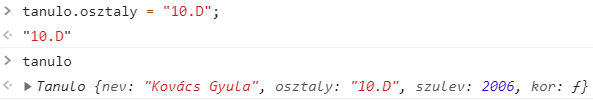 > tanulo.osztaly = "10.D";
< "10.D"
> tanulo
< ▶ Tanulo {nev: "Kovács Gyula", osztaly: "10.D", szulev: 2006, kor: ƒ}